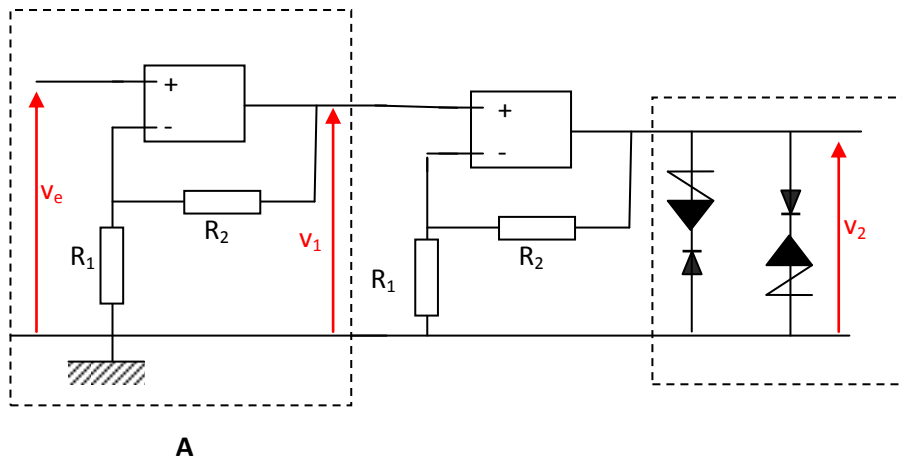 +
-
vₑ
R₂
R₁
v₁
+
-
R₂
R₁
v₂
A